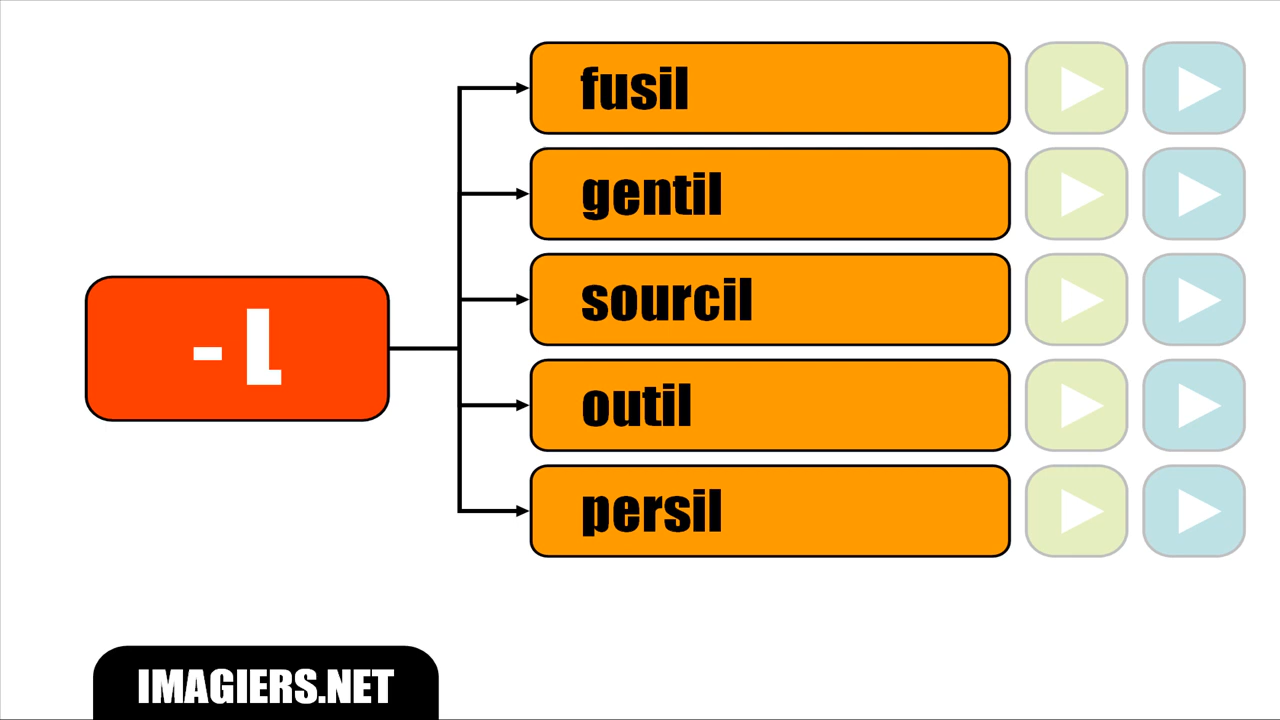 - L
fusil
gentil
sourcil
outil
persil
IMAGIERS.NET